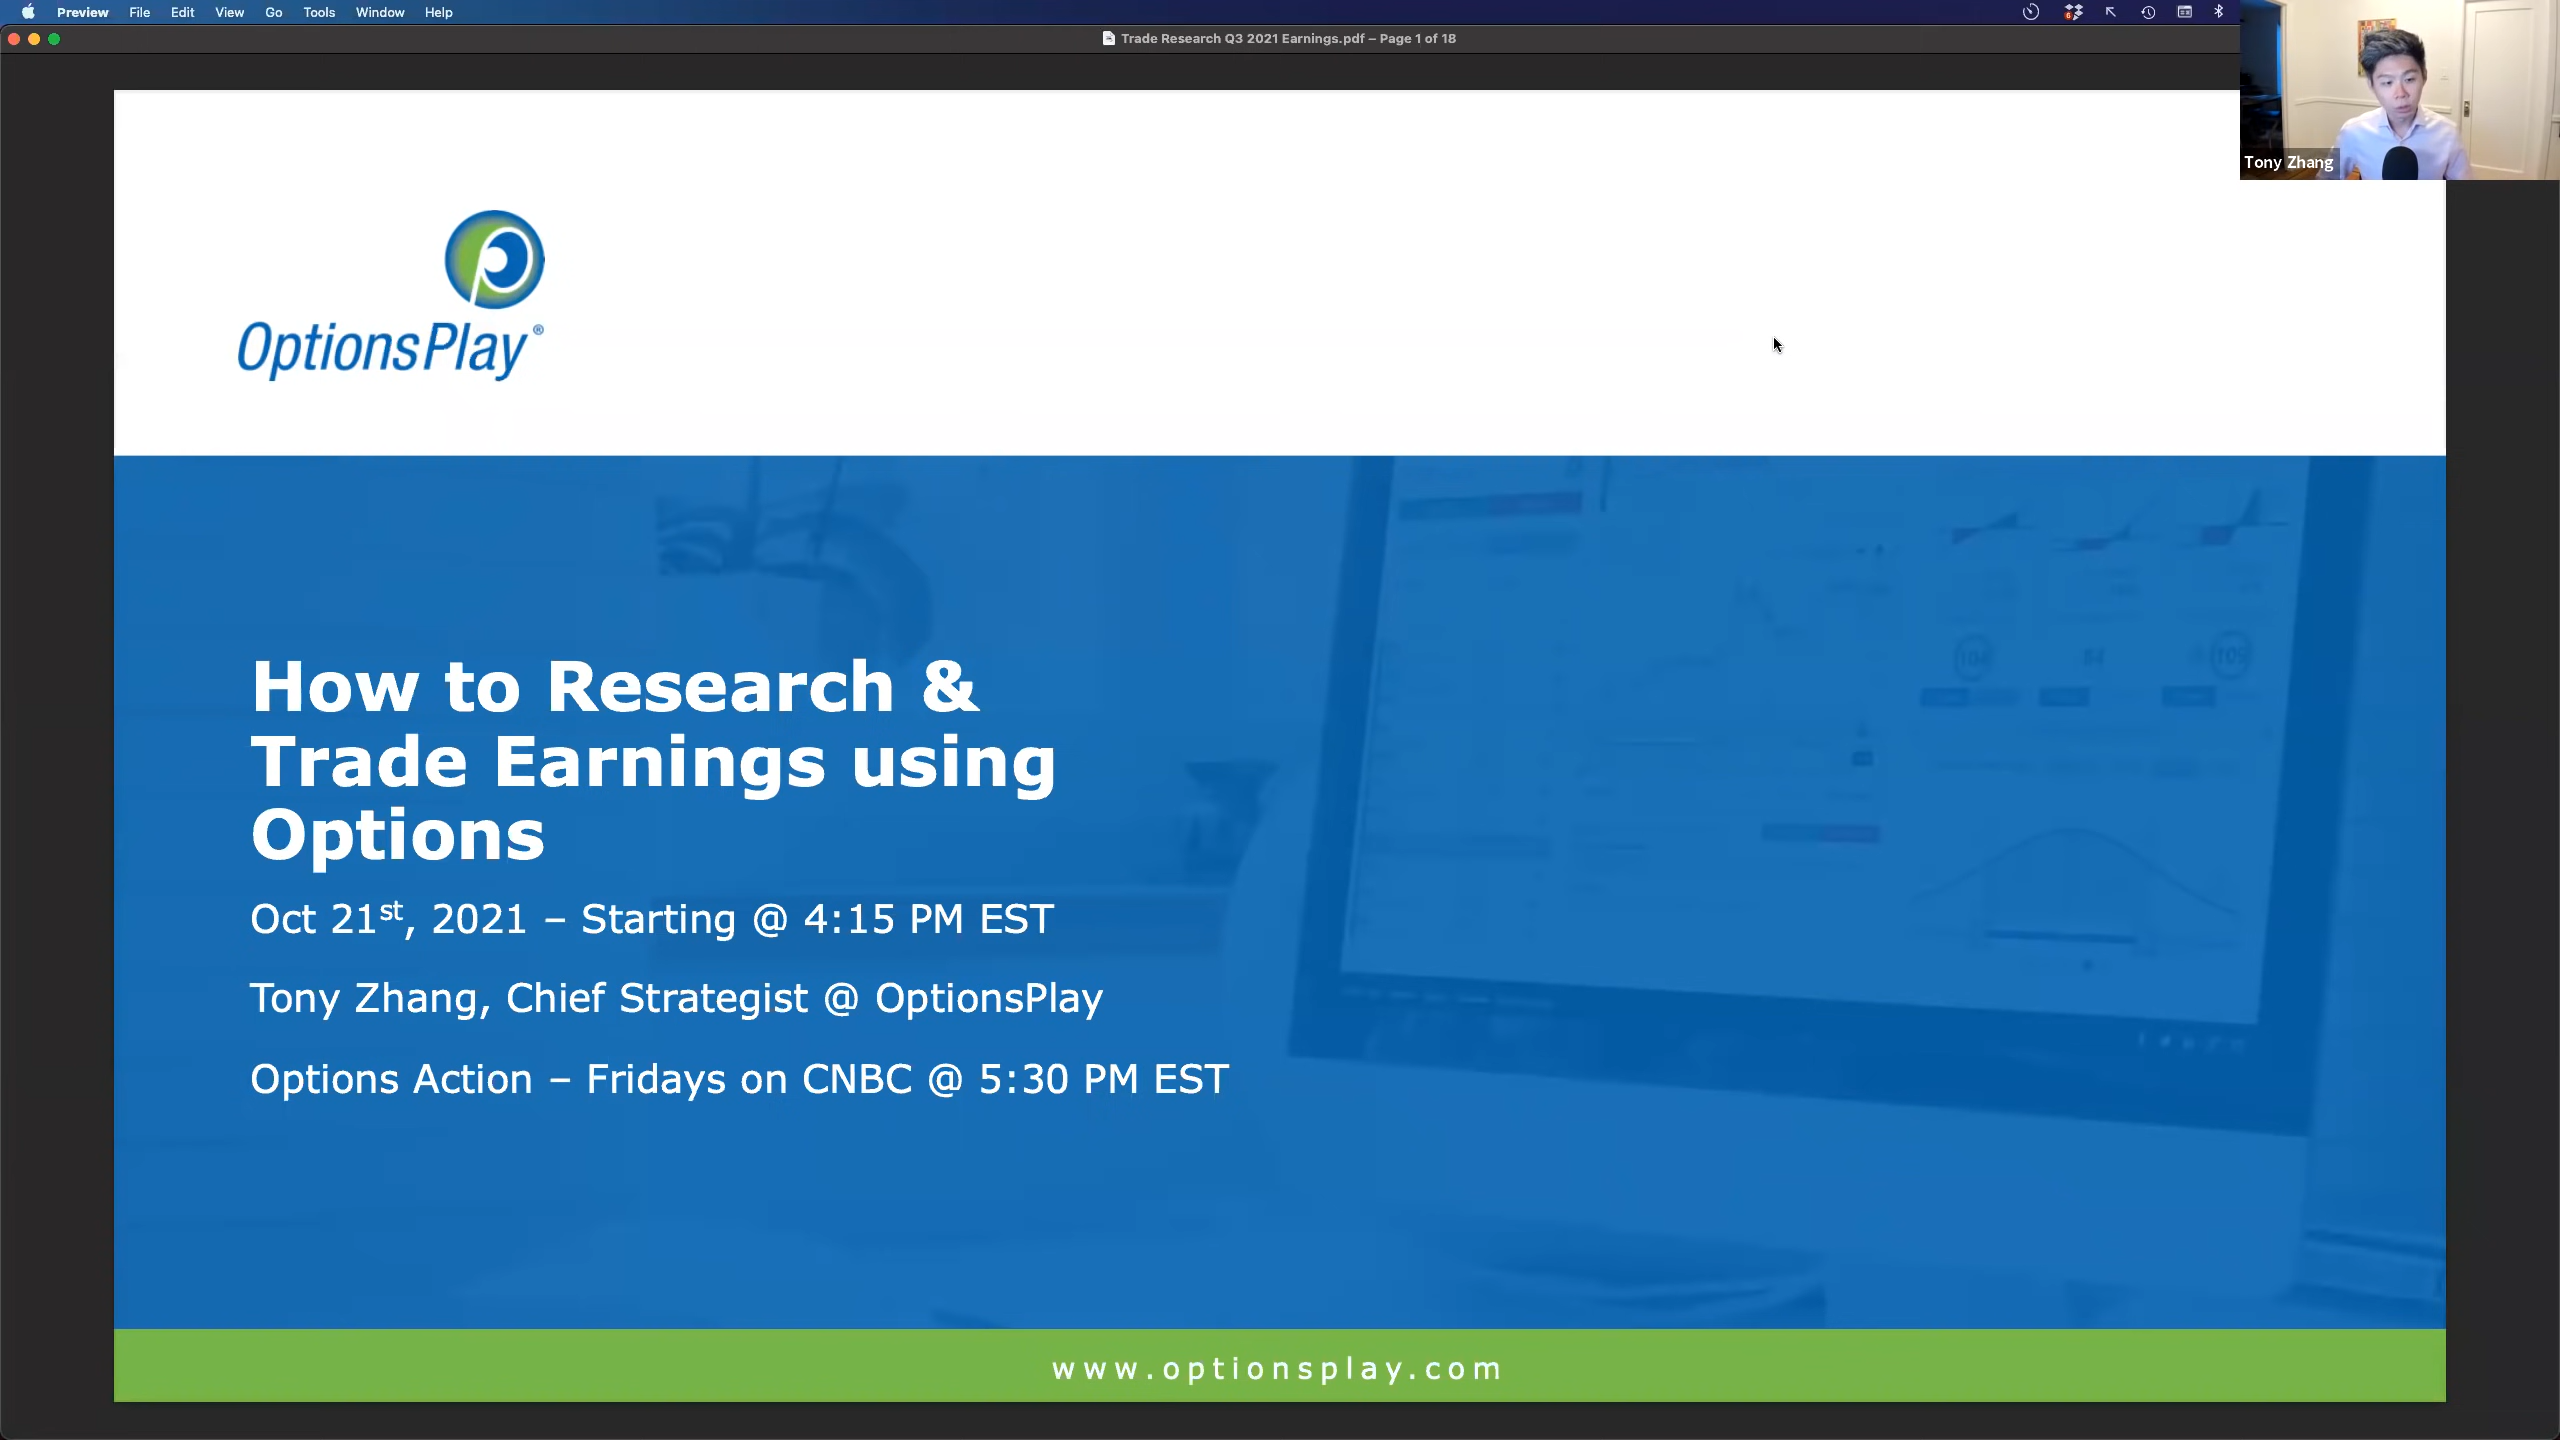 Preview File Edit View Go Tools Window Help
Trade Research Q3 2021 Earnings.pdf – Page 1 of 18
Tony Zhang
OptionsPlay®
How to Research &
Trade Earnings using
Options
Oct 21st, 2021 – Starting @ 4:15 PM EST
Tony Zhang, Chief Strategist @ OptionsPlay
Options Action – Fridays on CNBC @ 5:30 PM EST
www.optionsplay.com